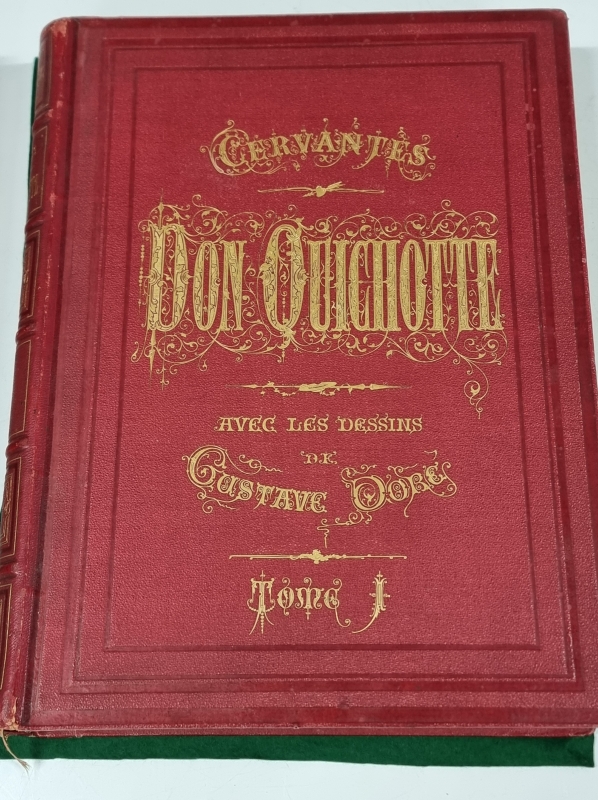 CERVANTES
DON QUICHOTTE
AVEC LES DESSINS
DE
GUSTAVE DORÉ
TOME I